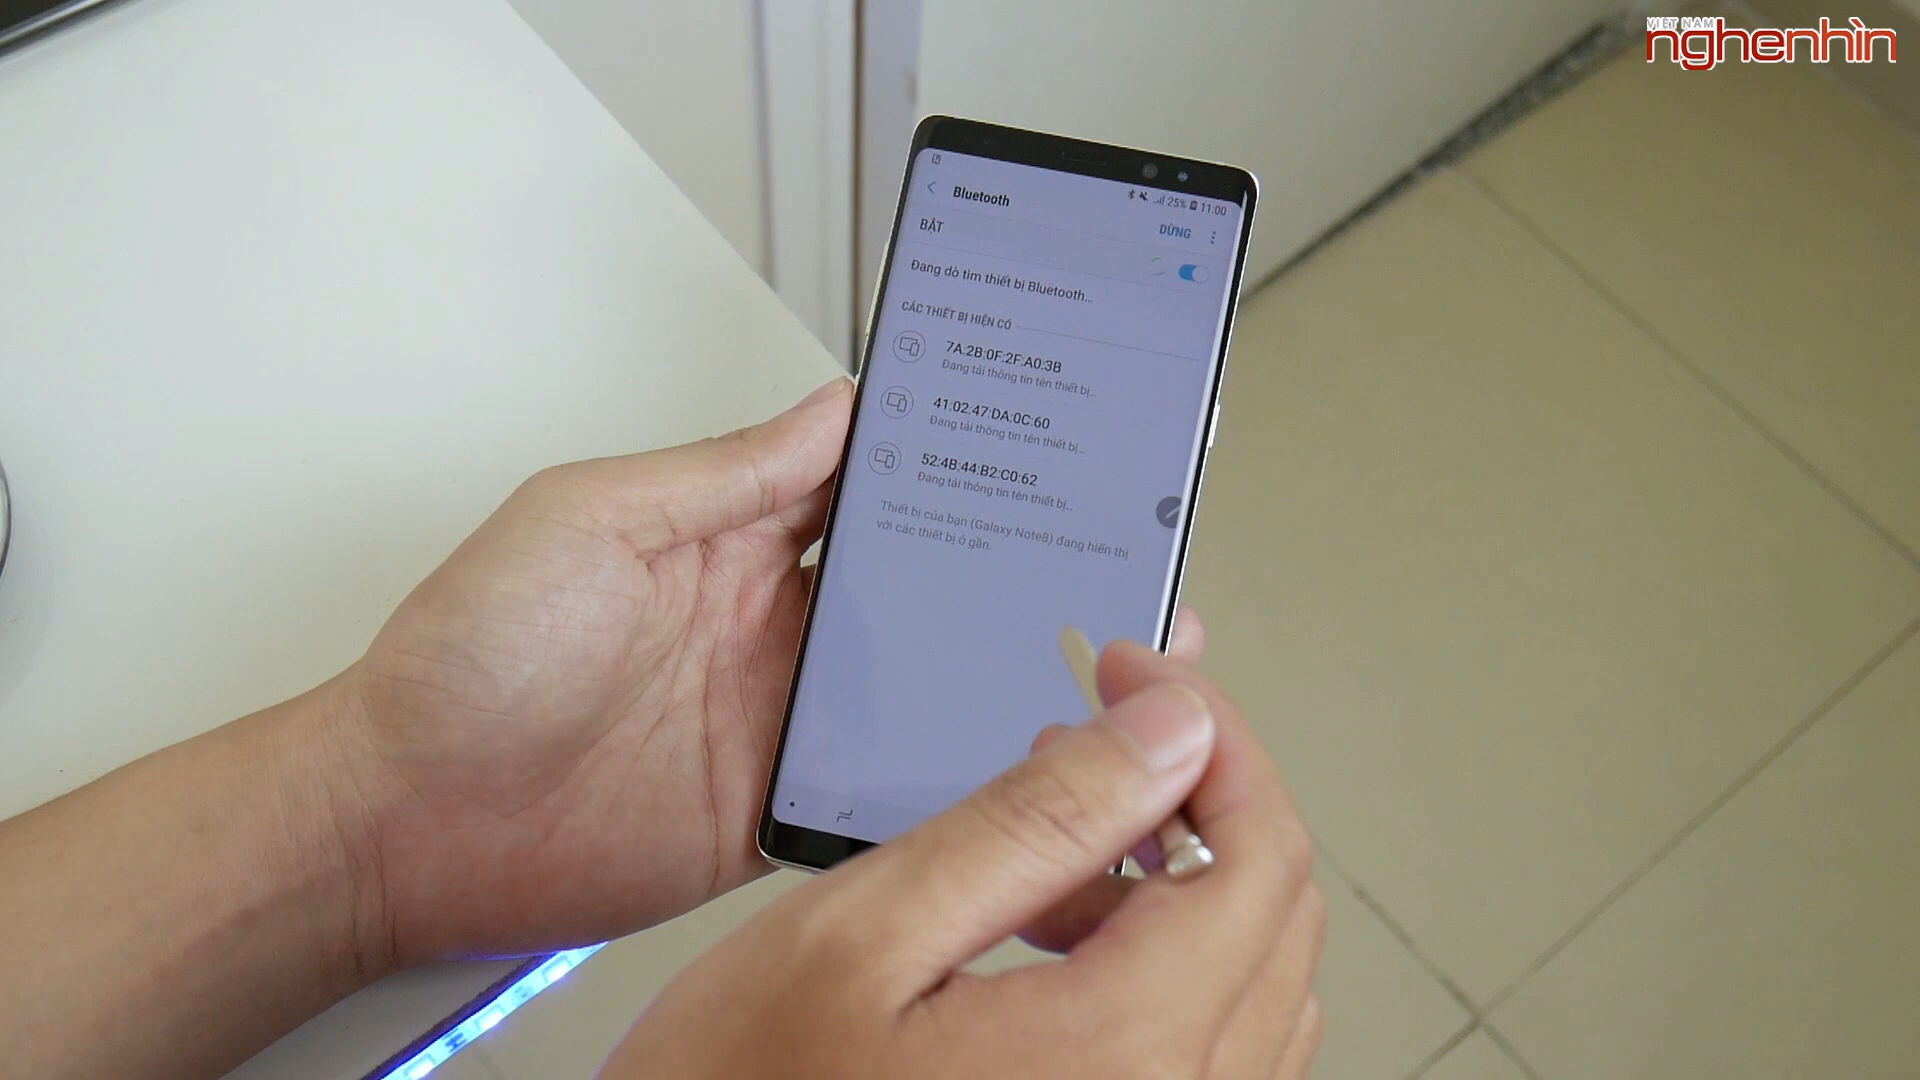 VIỆT NAM
nghenhìn
25% 11:00
Bluetooth
DỪNG
BẬT
Đang dò tìm thiết bị Bluetooth...
CÁC THIẾT BỊ HIỆN CÓ
7A:2B:0F:2F:A0:3B
Đang tải thông tin tên thiết bị...
41:02:47:DA:0C:60
Đang tải thông tin tên thiết bị...
52:4B:44:B2:C0:62
Đang tải thông tin tên thiết bị...
Thiết bị của bạn (Galaxy Note8) đang hiển thị
với các thiết bị ở gần.